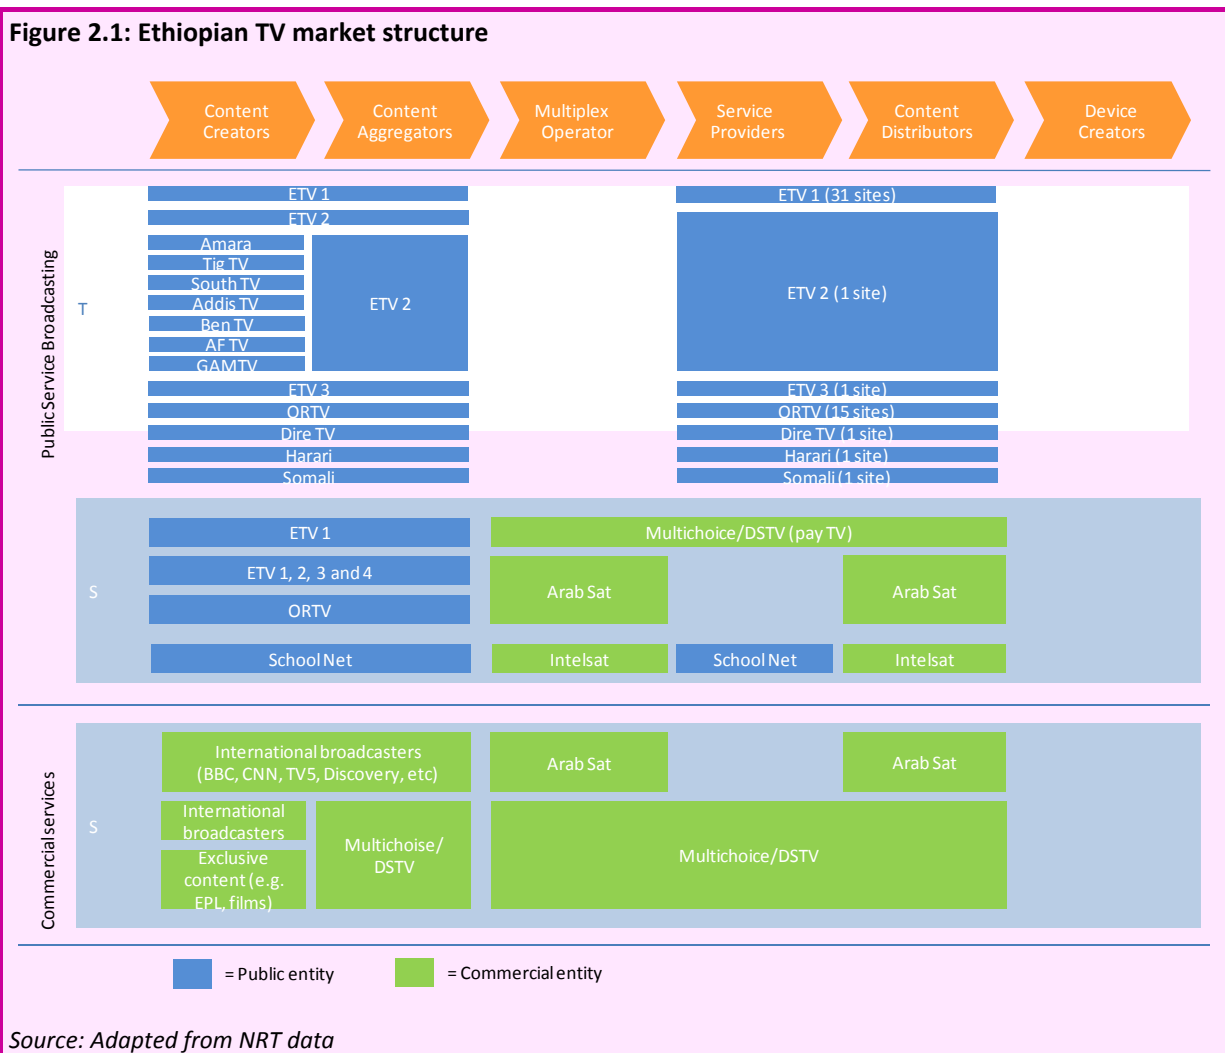 Figure 2.1: Ethiopian TV market structure
Content
Creators
Content
Aggregators
Multiplex
Operator
Service
Providers
Content
Distributors
Device
Creators
Public Service Broadcasting
T
ETV 1
ETV 1 (31 sites)
ETV 2
Amara
Tig TV
South TV
Addis TV
Ben TV
AF TV
GAMTV
ETV 2
ETV 2 (1 site)
ETV 3
ETV 3 (1 site)
ORTV
ORTV (15 sites)
Dire TV
Dire TV (1 site)
Harari
Harari (1 site)
Somali
Somali (1 site)
S
ETV 1
Multichoice/DSTV (pay TV)
ETV 1, 2, 3 and 4
ORTV
Arab Sat
Arab Sat
School Net
Intelsat
School Net
Intelsat
Commercial services
S
International broadcasters
(BBC, CNN, TV5, Discovery, etc)
Arab Sat
Arab Sat
International
broadcasters
Exclusive
content (e.g.
EPL, films)
Multichoise/
DSTV
Multichoice/DSTV
= Public entity
= Commercial entity
Source: Adapted from NRT data